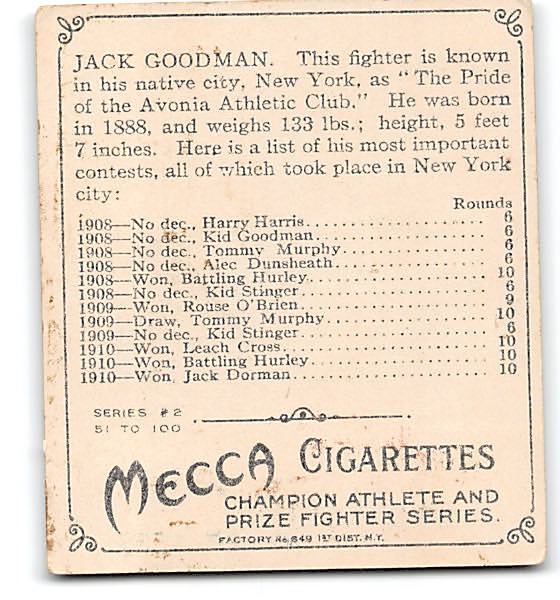 JACK GOODMAN. This fighter is known
in his native city, New York, as "The Pride
of the Avonia Athletic Club." He was born
in 1888, and weighs 133 lbs.; height, 5 feet
7 inches. Here is a list of his most important
contests, all of which took place in New York
city:
Rounds
1908—No dec., Harry Harris.................... 6
1908—No dec., Kid Goodman.................... 6
1908—No dec., Tommy Murphy................. 6
1908—No dec., Alec Dunsheath.................. 6
1908—Won, Battling Hurley..................... 10
1908—No dec., Kid Stinger...................... 6
1909—Won, Rouse O'Brien...................... 9
1909—Draw, Tommy Murphy................... 10
1909—No dec., Kid Stinger...................... 6
1910—Won, Leach Cross........................ 10
1910—Won, Battling Hurley..................... 10
1910—Won, Jack Dorman....................... 10
SERIES #2
51 TO 100
MECCA CIGARETTES
CHAMPION ATHLETE AND
PRIZE FIGHTER SERIES.
FACTORY No. 649 1ST DIST. N.Y.